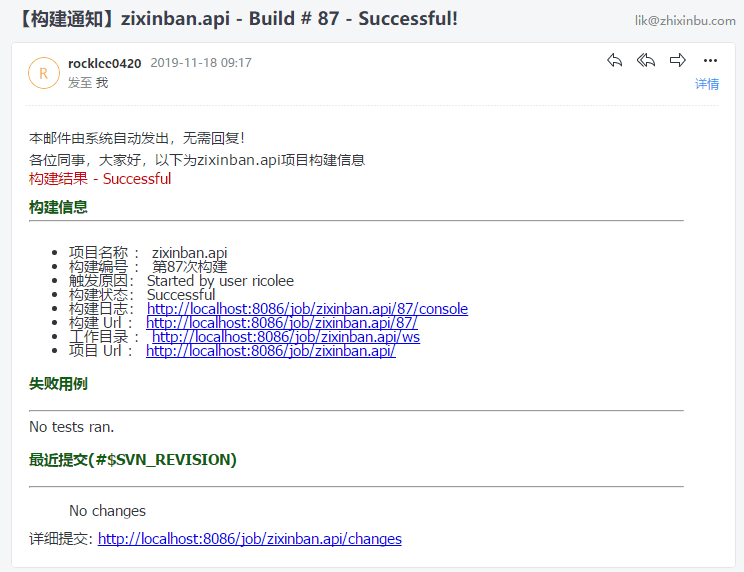 【构建通知】zixinban.api - Build # 87 - Successful!
lik@zhixinbu.com
R
rocklee0420 2019-11-18 09:17
发至 我
详情
本邮件由系统自动发出，无需回复！
各位同事，大家好，以下为zixinban.api项目构建信息
构建结果 - Successful
构建信息
项目名称 ： zixinban.api
构建编号 ： 第87次构建
触发原因： Started by user ricolee
构建状态： Successful
构建日志： http://localhost:8086/job/zixinban.api/87/console
构建 Url ： http://localhost:8086/job/zixinban.api/87/
工作目录 ： http://localhost:8086/job/zixinban.api/ws
项目 Url ： http://localhost:8086/job/zixinban.api/
失败用例
No tests ran.
最近提交(#$SVN_REVISION)
No changes
详细提交: http://localhost:8086/job/zixinban.api/changes